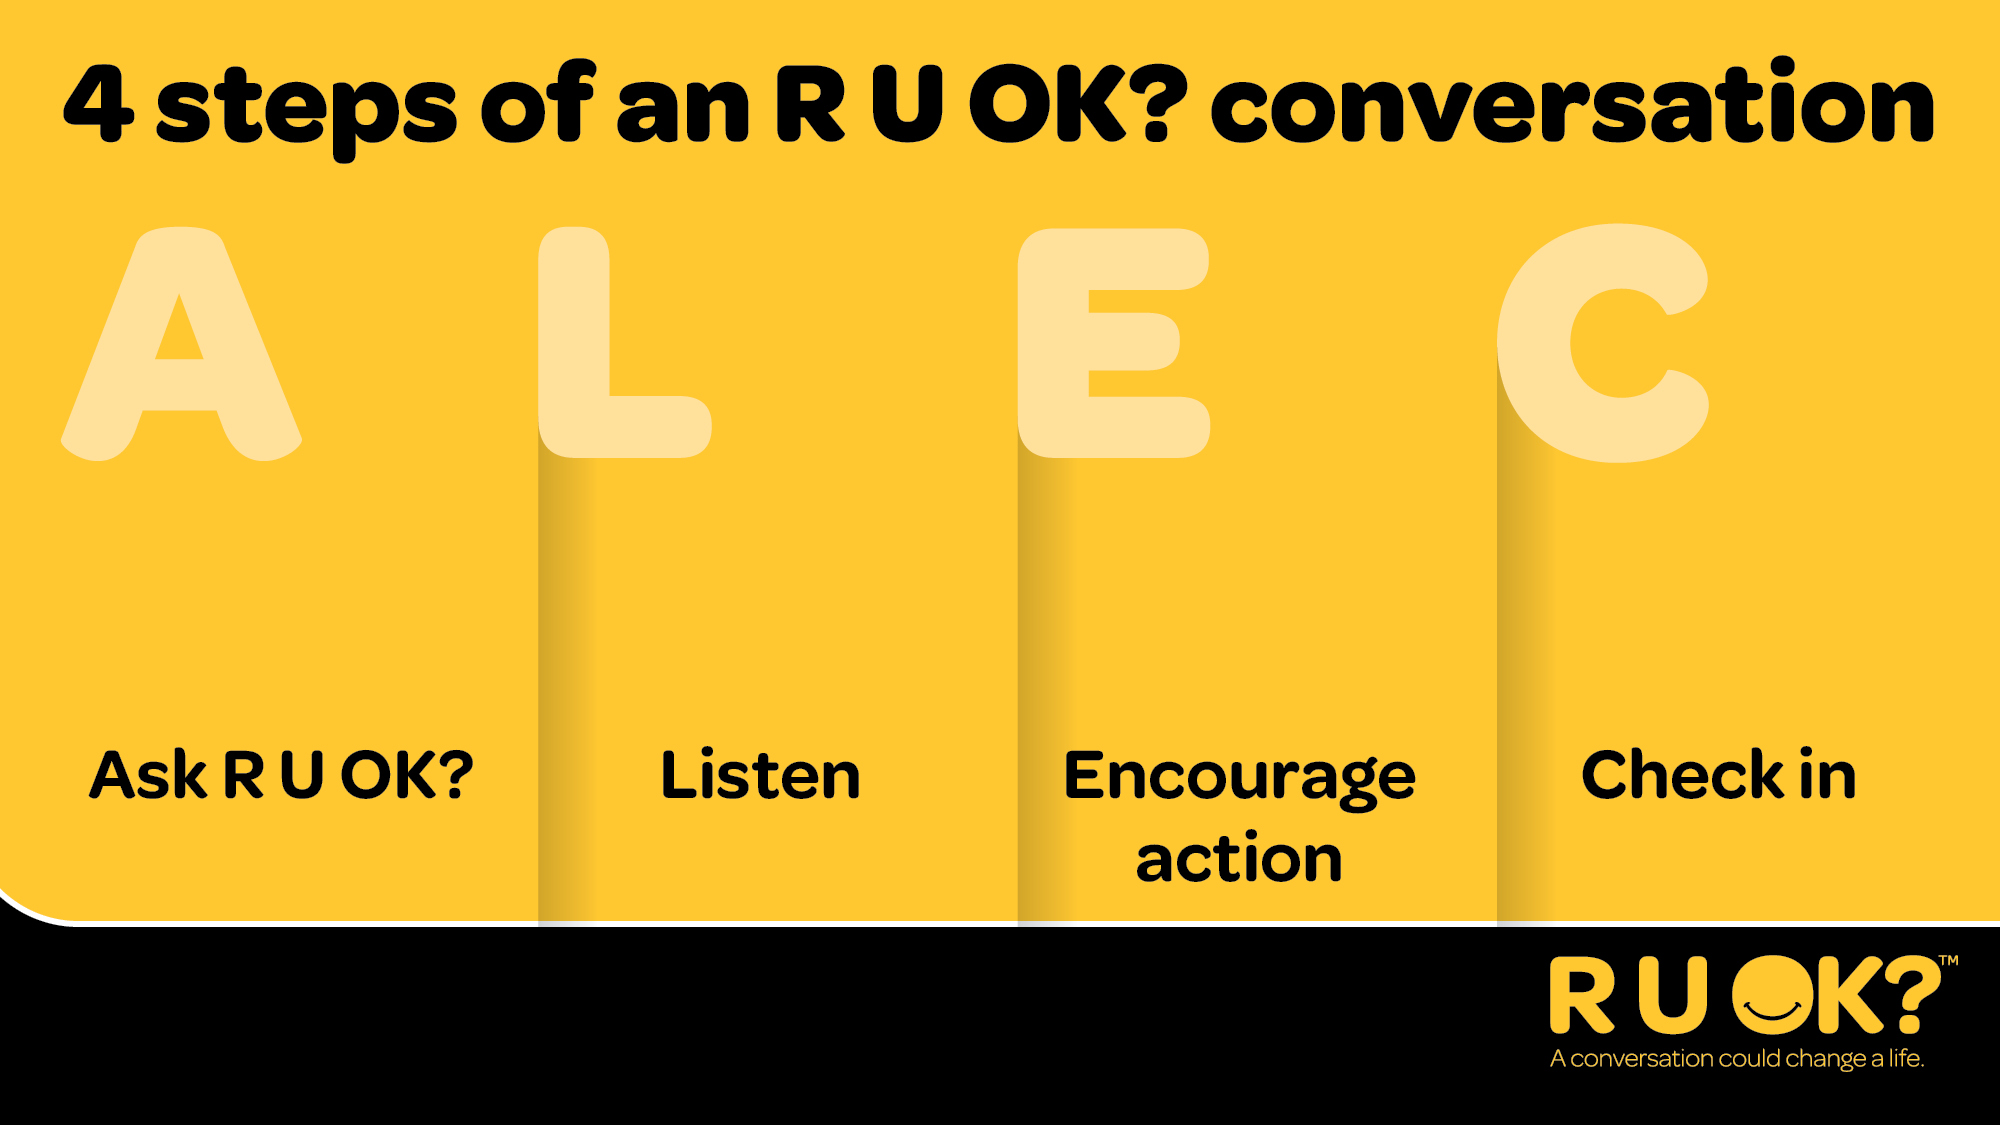 4 steps of an R U OK? conversation
A L E C
Ask R U OK?
Listen
Encourage
action
Check in
R U OK?™
A conversation could change a life.